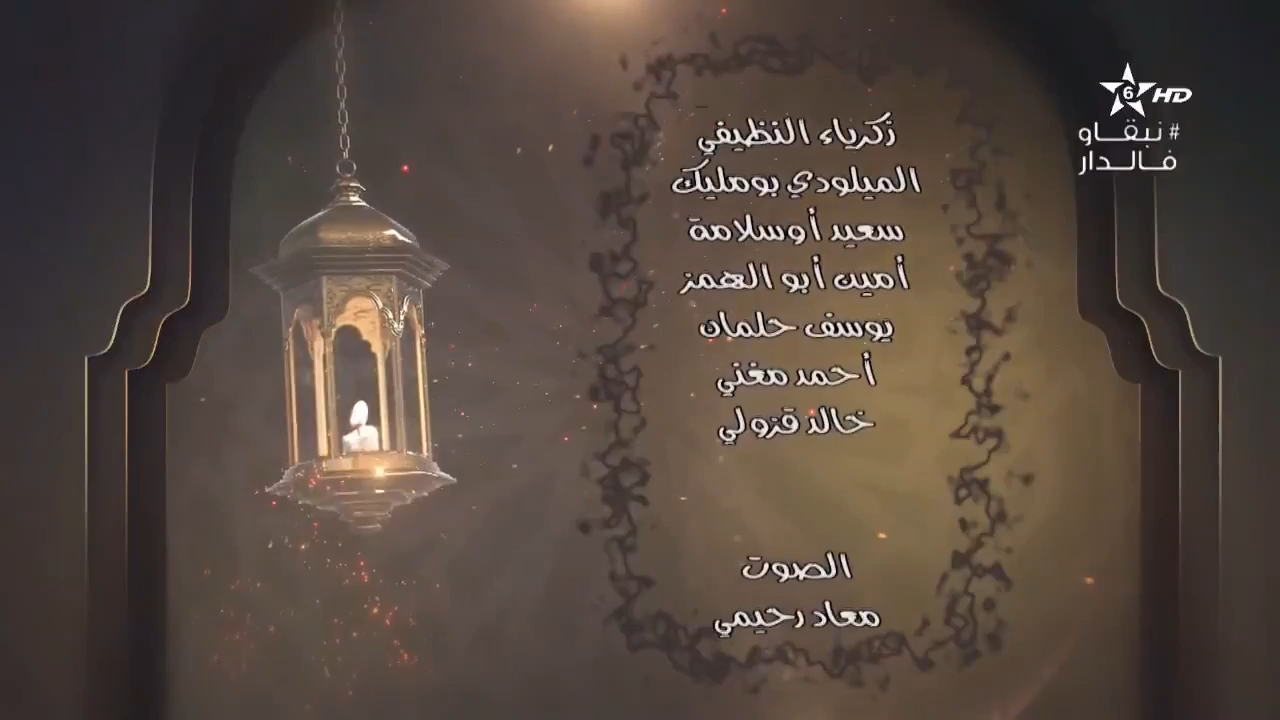 زكرياء النظيفي
الميلودي بومليك
سعيد أوسلامة
أمين أبو الهمز
يوسف حلمان
أحمد مغني
خالد قزولي
الصوت
معاد رحيمي
6 HD
#نبقاو
فالدار